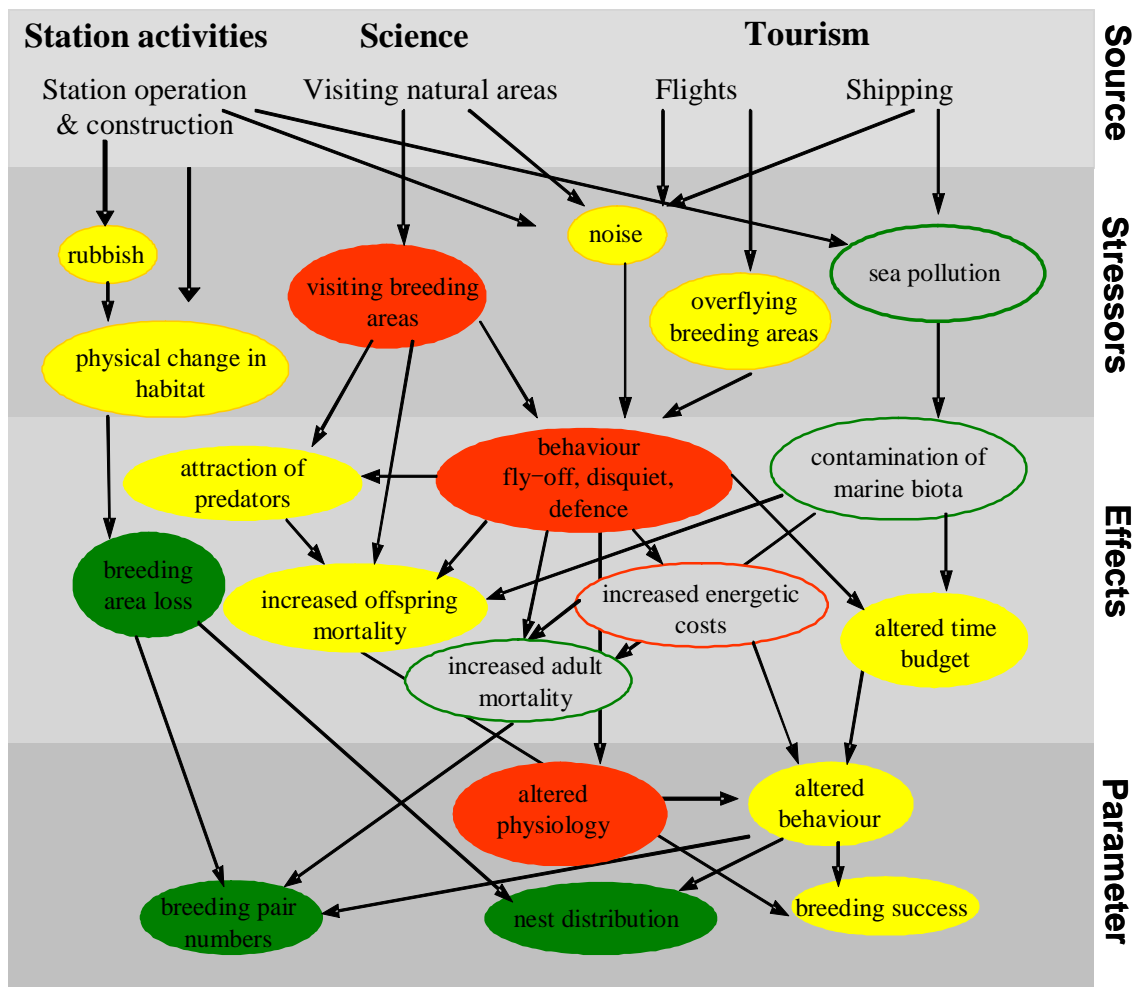 Station activities
Science
Tourism
Source
Station operation
& construction
Visiting natural areas
Flights
Shipping
Stressors
rubbish
noise
visiting breeding
areas
sea pollution
overflying
breeding areas
physical change in
habitat
Effects
attraction of
predators
behaviour
fly−off, disquiet,
defence
contamination of
marine biota
breeding
area loss
increased offspring
mortality
increased energetic
costs
altered time
budget
increased adult
mortality
Parameter
altered
physiology
altered
behaviour
breeding pair
numbers
nest distribution
breeding success